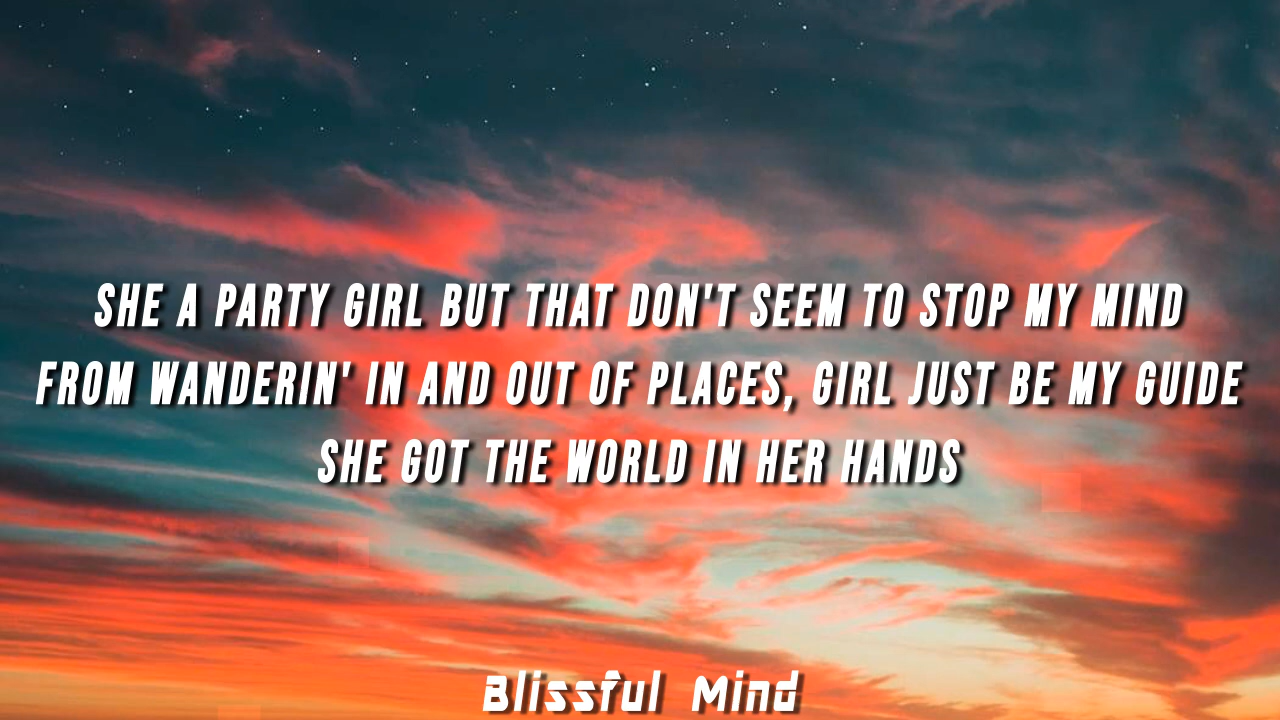 SHE A PARTY GIRL BUT THAT DON'T SEEM TO STOP MY MIND
FROM WANDERIN' IN AND OUT OF PLACES, GIRL JUST BE MY GUIDE
SHE GOT THE WORLD IN HER HANDS
Blissful Mind